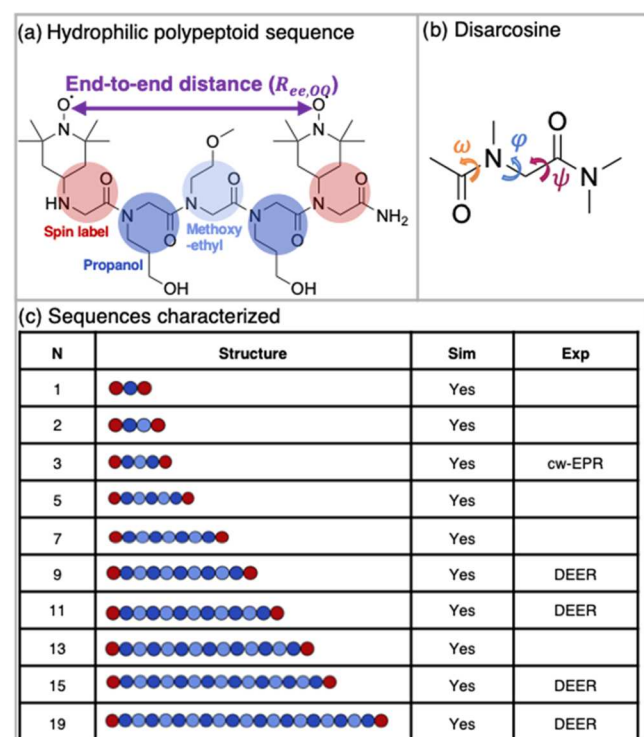 (a) Hydrophilic polypeptoid sequence
End-to-end distance (R_ee,OO)
O•
O•
N
N
O
O
O
O
O
HN
N
N
N
N
NH₂
O
O
Spin label
Methoxy
-ethyl
Propanol
OH
OH
(b) Disarcosine
ω
N
φ
O
ψ
N
O
(c) Sequences characterized
N Structure Sim Exp
1 Yes
2 Yes
3 Yes cw-EPR
5 Yes
7 Yes
9 Yes DEER
11 Yes DEER
13 Yes
15 Yes DEER
19 Yes DEER